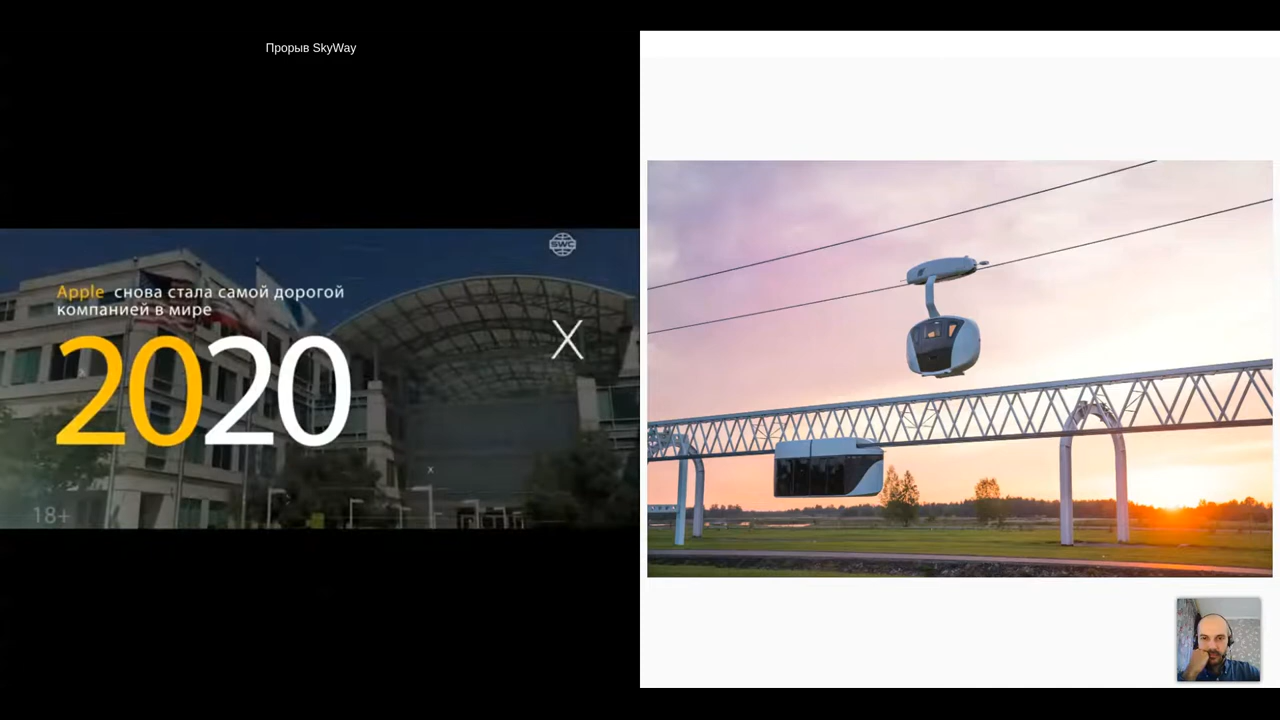 Прорыв SkyWay
SWC
Apple снова стала самой дорогой
компанией в мире
2020
X
x
18+